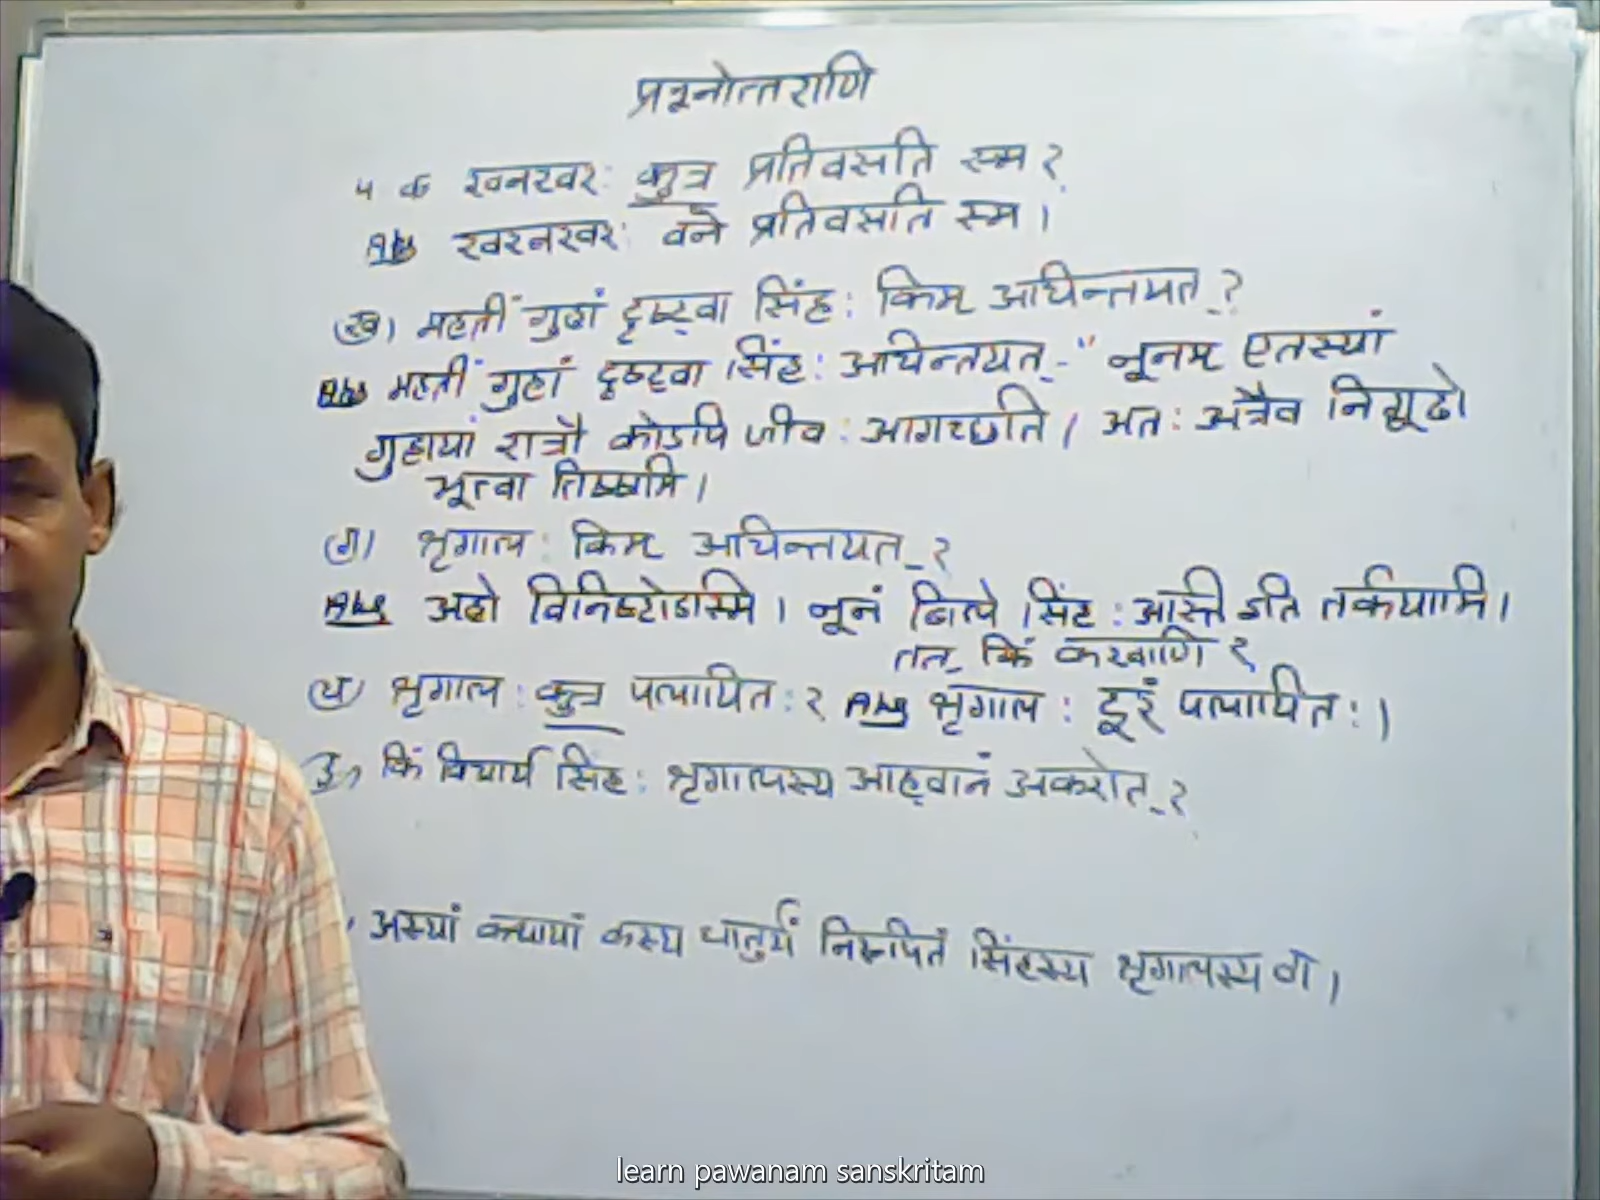 प्रश्नोत्तराणि
५ क खनखरः कुत्र प्रतिवसति स्म ?
Ans खरनखरः वने प्रतिवसति स्म ।
(ख) महतीं गुहां दृष्ट्वा सिंहः किम् अचिन्तयत् ?
Ans महतीं गुहां दृष्ट्वा सिंहः अचिन्तयत् - " नूनम् एतस्यां
गुहायां रात्रौ कोऽपि जीवः आगच्छति । अतः अत्रैव निगूढो
भूत्वा तिष्ठामि ।
(ग) शृगालः किम् अचिन्तयत् ?
Ans अहो विनिष्टोऽस्मि । नूनं बिले सिंहः अस्ति इति तर्कयामि ।
तत् किं करवाणि ?
(घ) शृगालः कुत्र पलायितः ? Ans शृगालः दूरं पलायितः ।
ङ) किं विचार्य सिंहः शृगालस्य आह्वानं अकरोत् ?
अस्यां कथायां कस्य चातुर्यं निरूपितं सिंहस्य शृगालस्य वा ।
learn pawanam sanskritam